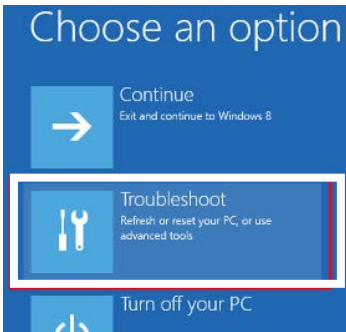 Choose an option
Continue
Exit and continue to Windows 8
Troubleshoot
Refresh or reset your PC, or use
advanced tools
Turn off your PC